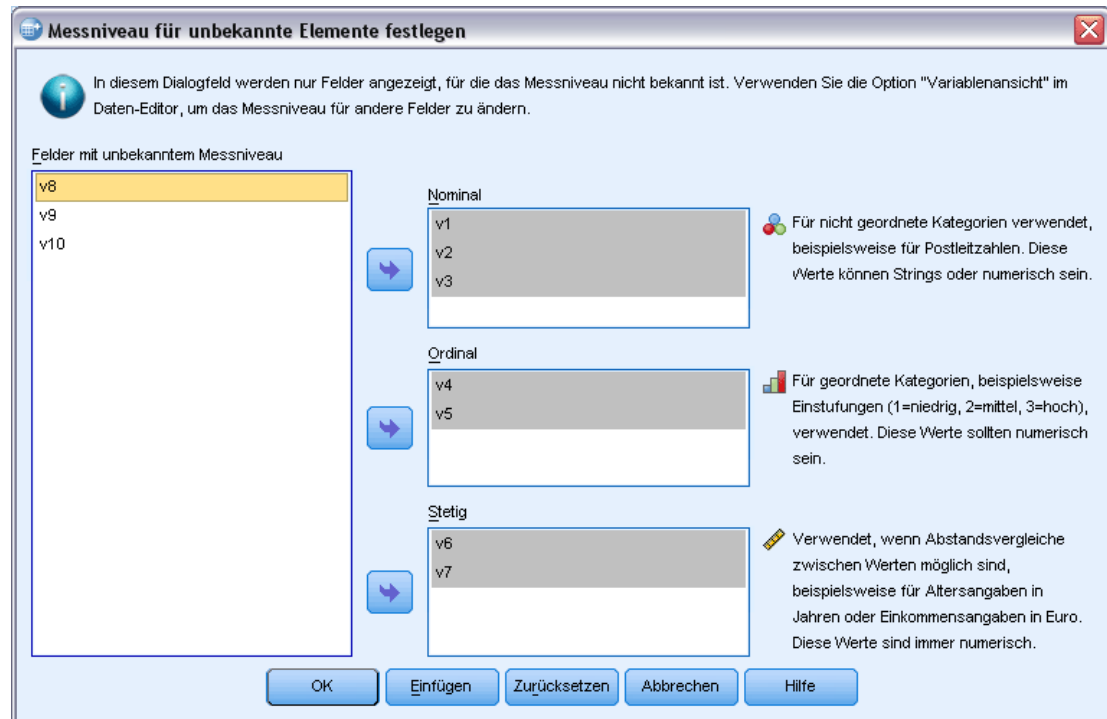 Messniveau für unbekannte Elemente festlegen
In diesem Dialogfeld werden nur Felder angezeigt, für die das Messniveau nicht bekannt ist. Verwenden Sie die Option "Variablenansicht" im
Daten-Editor, um das Messniveau für andere Felder zu ändern.
Felder mit unbekanntem Messniveau
v8
v9
v10
Nominal
v1
v2
v3
Für nicht geordnete Kategorien verwendet,
beispielsweise für Postleitzahlen. Diese
Werte können Strings oder numerisch sein.
Ordinal
v4
v5
Für geordnete Kategorien, beispielsweise
Einstufungen (1=niedrig, 2=mittel, 3=hoch),
verwendet. Diese Werte sollten numerisch
sein.
Stetig
v6
v7
Verwendet, wenn Abstandsvergleiche
zwischen Werten möglich sind,
beispielsweise für Altersangaben in
Jahren oder Einkommensangaben in Euro.
Diese Werte sind immer numerisch.
OK
Einfügen
Zurücksetzen
Abbrechen
Hilfe